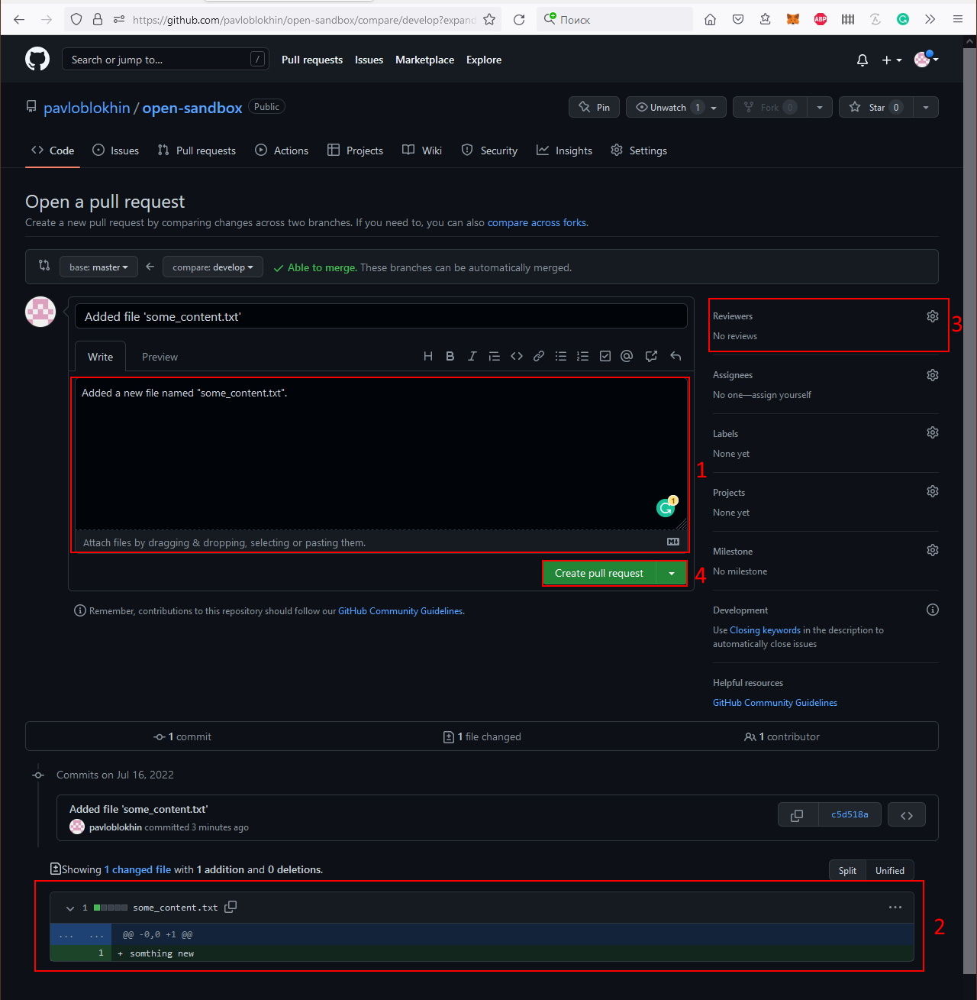 https://github.com/pavloblokhin/open-sandbox/compare/develop?expand
Поиск
ABP
Search or jump to...
/
Pull requests Issues Marketplace Explore
pavloblokhin / open-sandbox Public
Pin
Unwatch 1
Fork 0
Star 0
Code Issues Pull requests Actions Projects Wiki Security Insights Settings
Open a pull request
Create a new pull request by comparing changes across two branches. If you need to, you can also compare across forks.
base: master
compare: develop
Able to merge. These branches can be automatically merged.
Added file 'some_content.txt'
Write Preview
Added a new file named "some_content.txt".
1
1
Attach files by dragging & dropping, selecting or pasting them.
Create pull request
4
Remember, contributions to this repository should follow our GitHub Community Guidelines.
Reviewers
No reviews
3
Assignees
No one—assign yourself
Labels
None yet
Projects
None yet
Milestone
No milestone
Development
Use Closing keywords in the description to
automatically close issues
Helpful resources
GitHub Community Guidelines
1 commit
1 file changed
1 contributor
Commits on Jul 16, 2022
Added file 'some_content.txt'
pavloblokhin committed 3 minutes ago
c5d518a
Showing 1 changed file with 1 addition and 0 deletions.
Split Unified
1 some_content.txt
... ... @@ -0,0 +1 @@
1 + somthing new
2